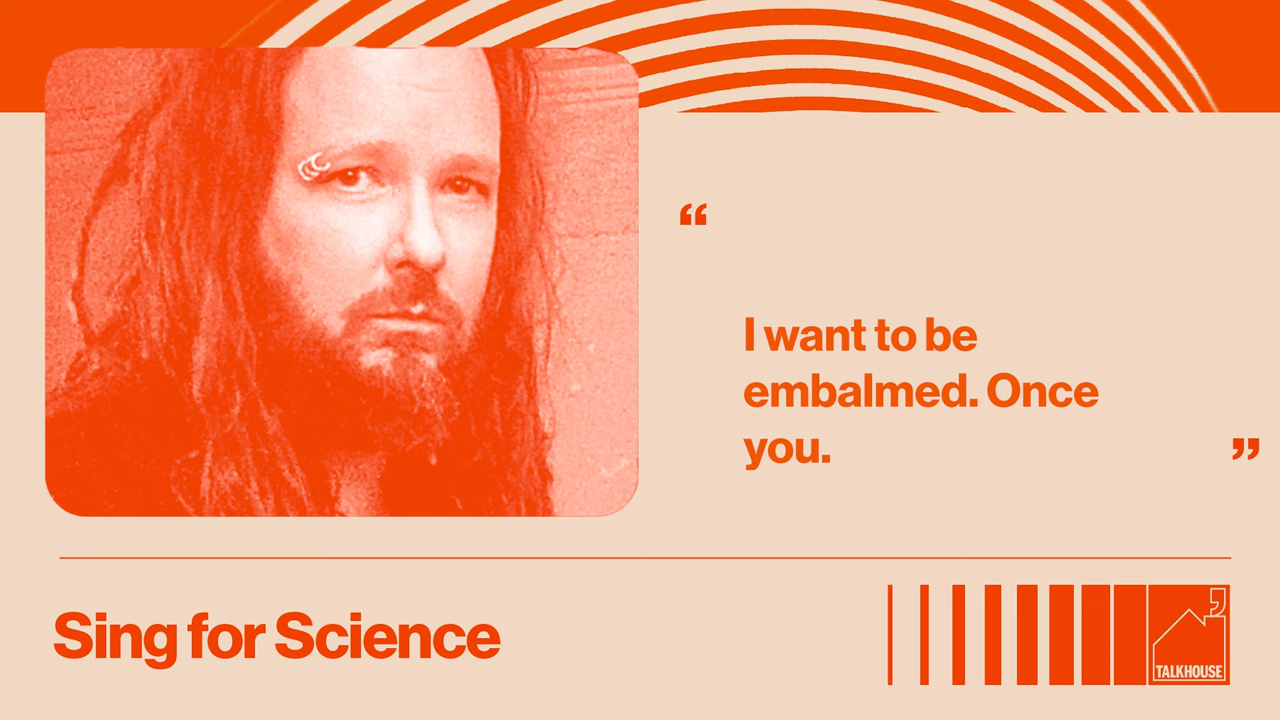 “
I want to be
embalmed. Once
you.
”
Sing for Science
TALKHOUSE